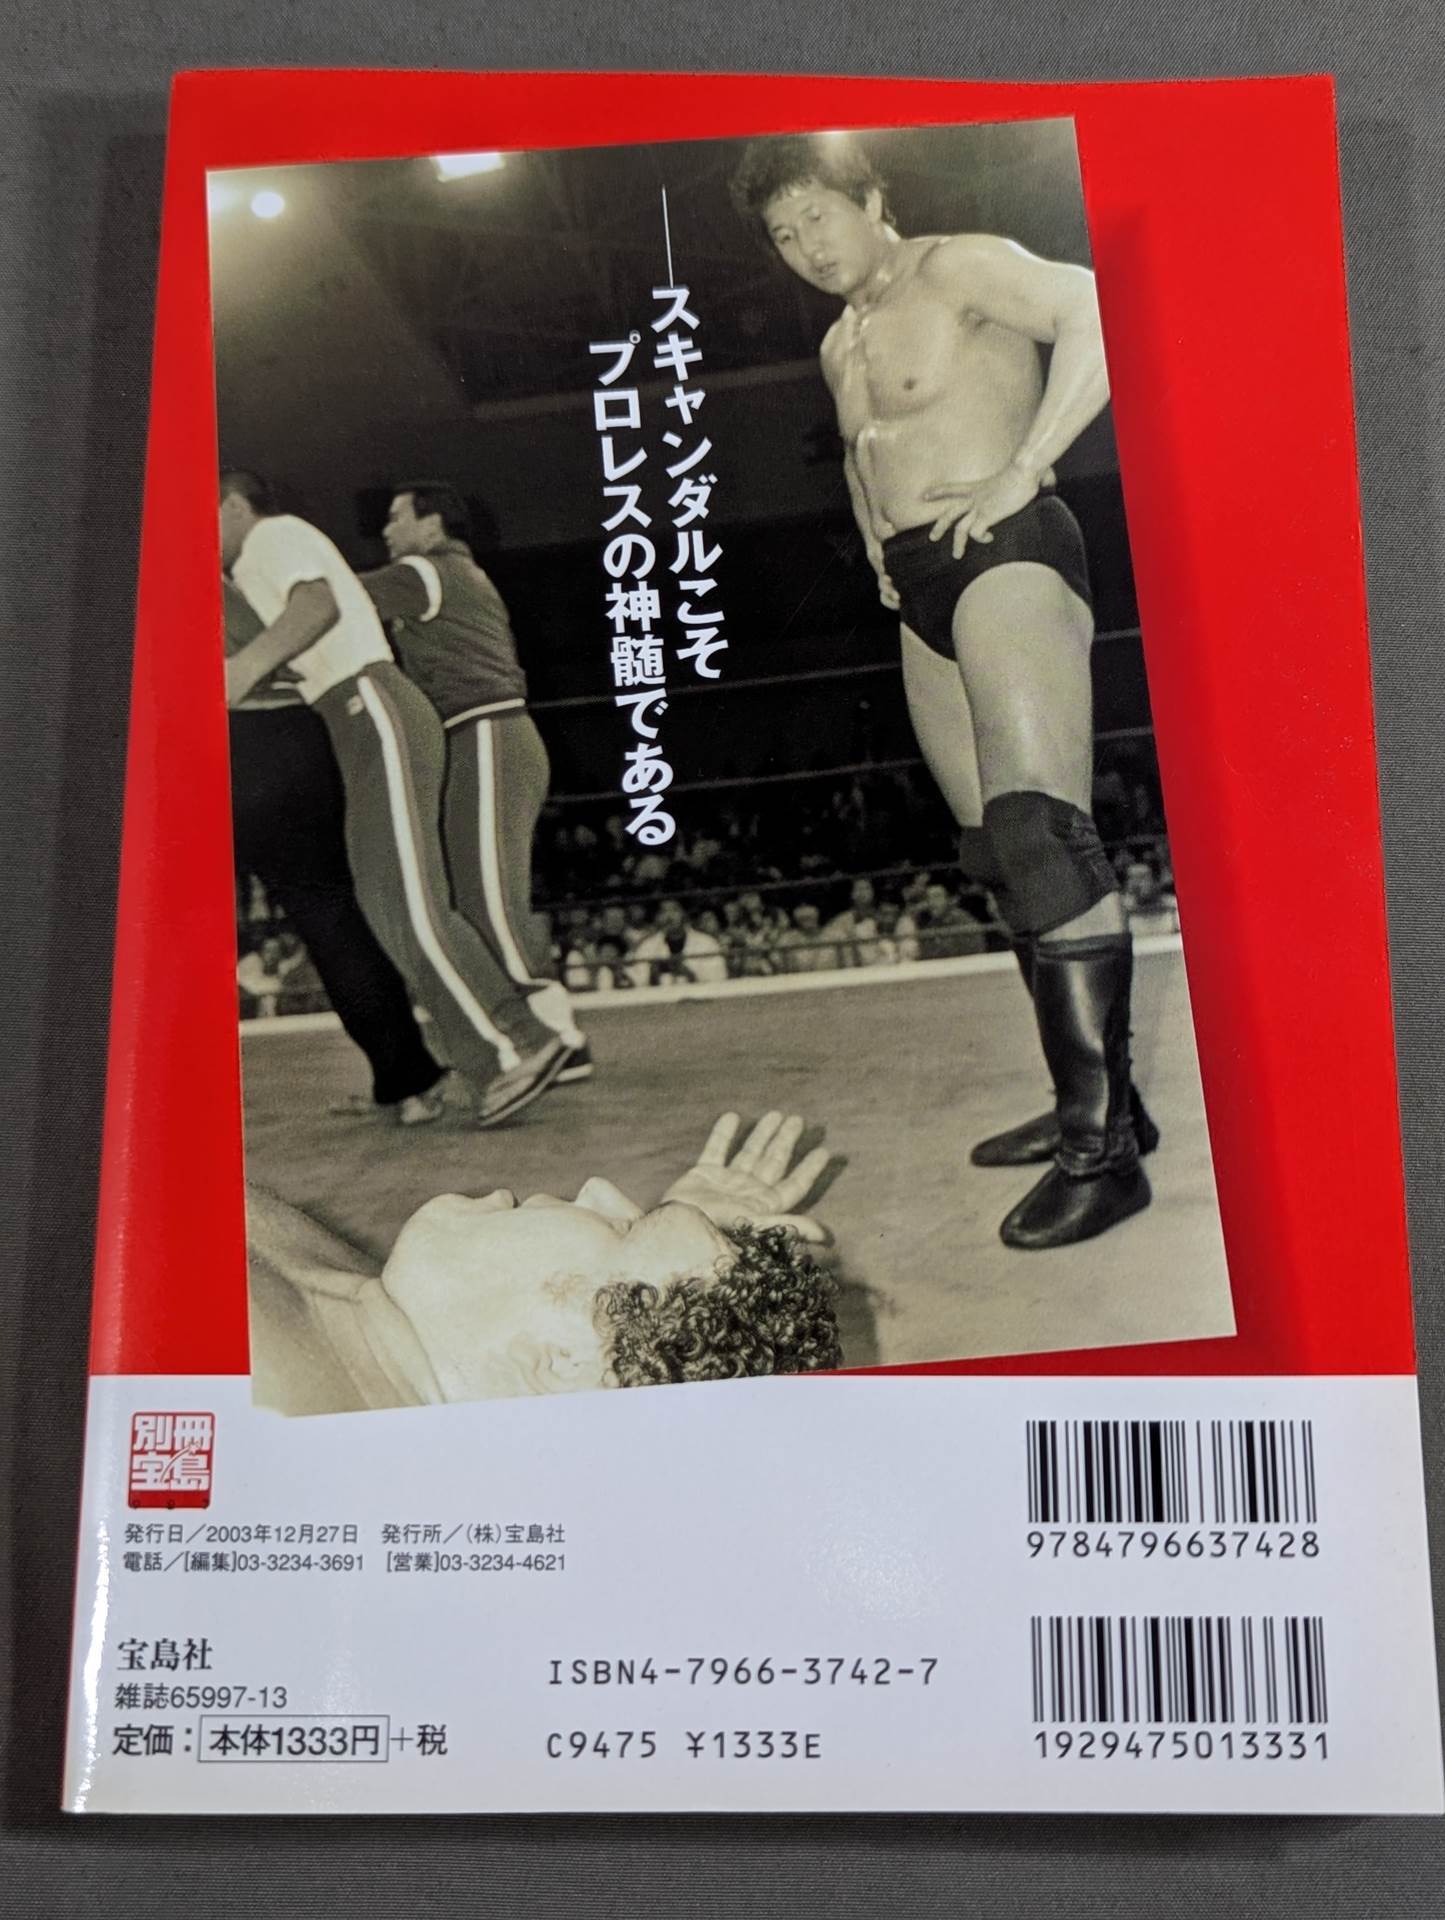 ―スキャンダルこそ
プロレスの神髄である
別冊
宝島
発行日／2003年12月27日　発行所／(株)宝島社
電話／[編集]03-3234-3691　[営業]03-3234-4621
宝島社
雑誌65997-13
定価：本体1333円+税
ISBN4-7966-3742-7
C9475 ¥1333E
9784796637428
1929475013331